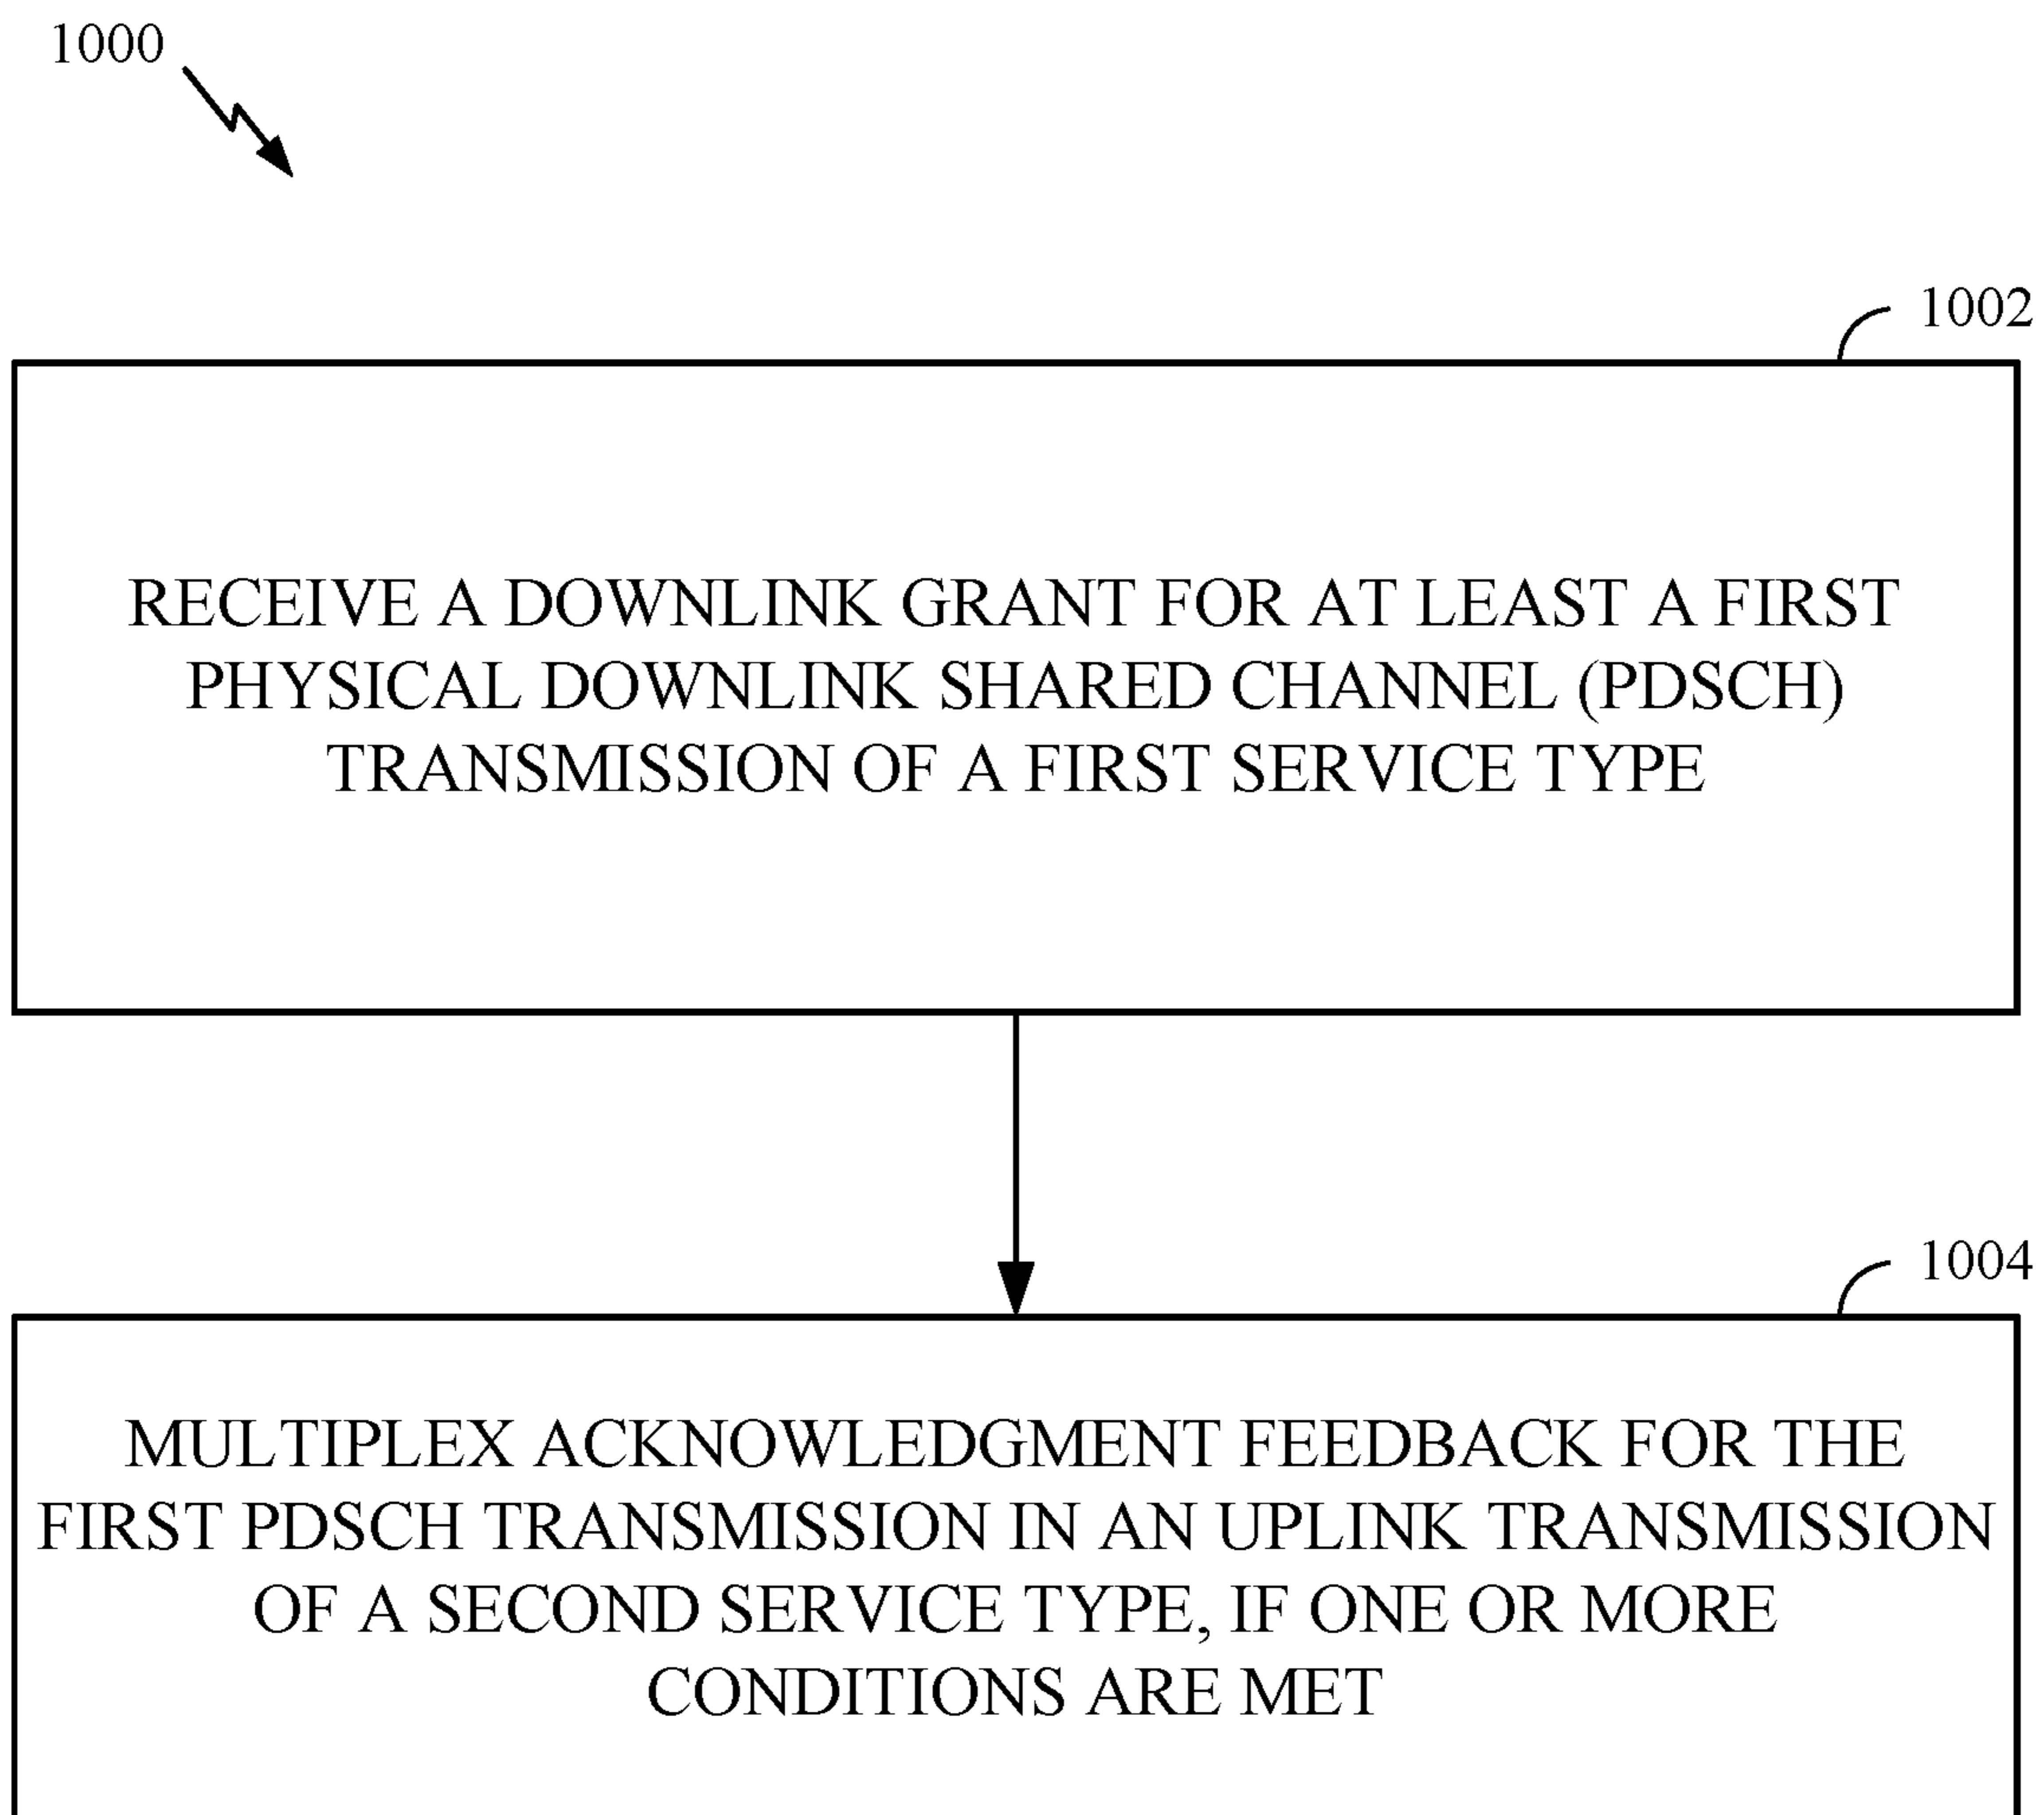 1000
1002
RECEIVE A DOWNLINK GRANT FOR AT LEAST A FIRST
PHYSICAL DOWNLINK SHARED CHANNEL (PDSCH)
TRANSMISSION OF A FIRST SERVICE TYPE
1004
MULTIPLEX ACKNOWLEDGMENT FEEDBACK FOR THE
FIRST PDSCH TRANSMISSION IN AN UPLINK TRANSMISSION
OF A SECOND SERVICE TYPE, IF ONE OR MORE
CONDITIONS ARE MET